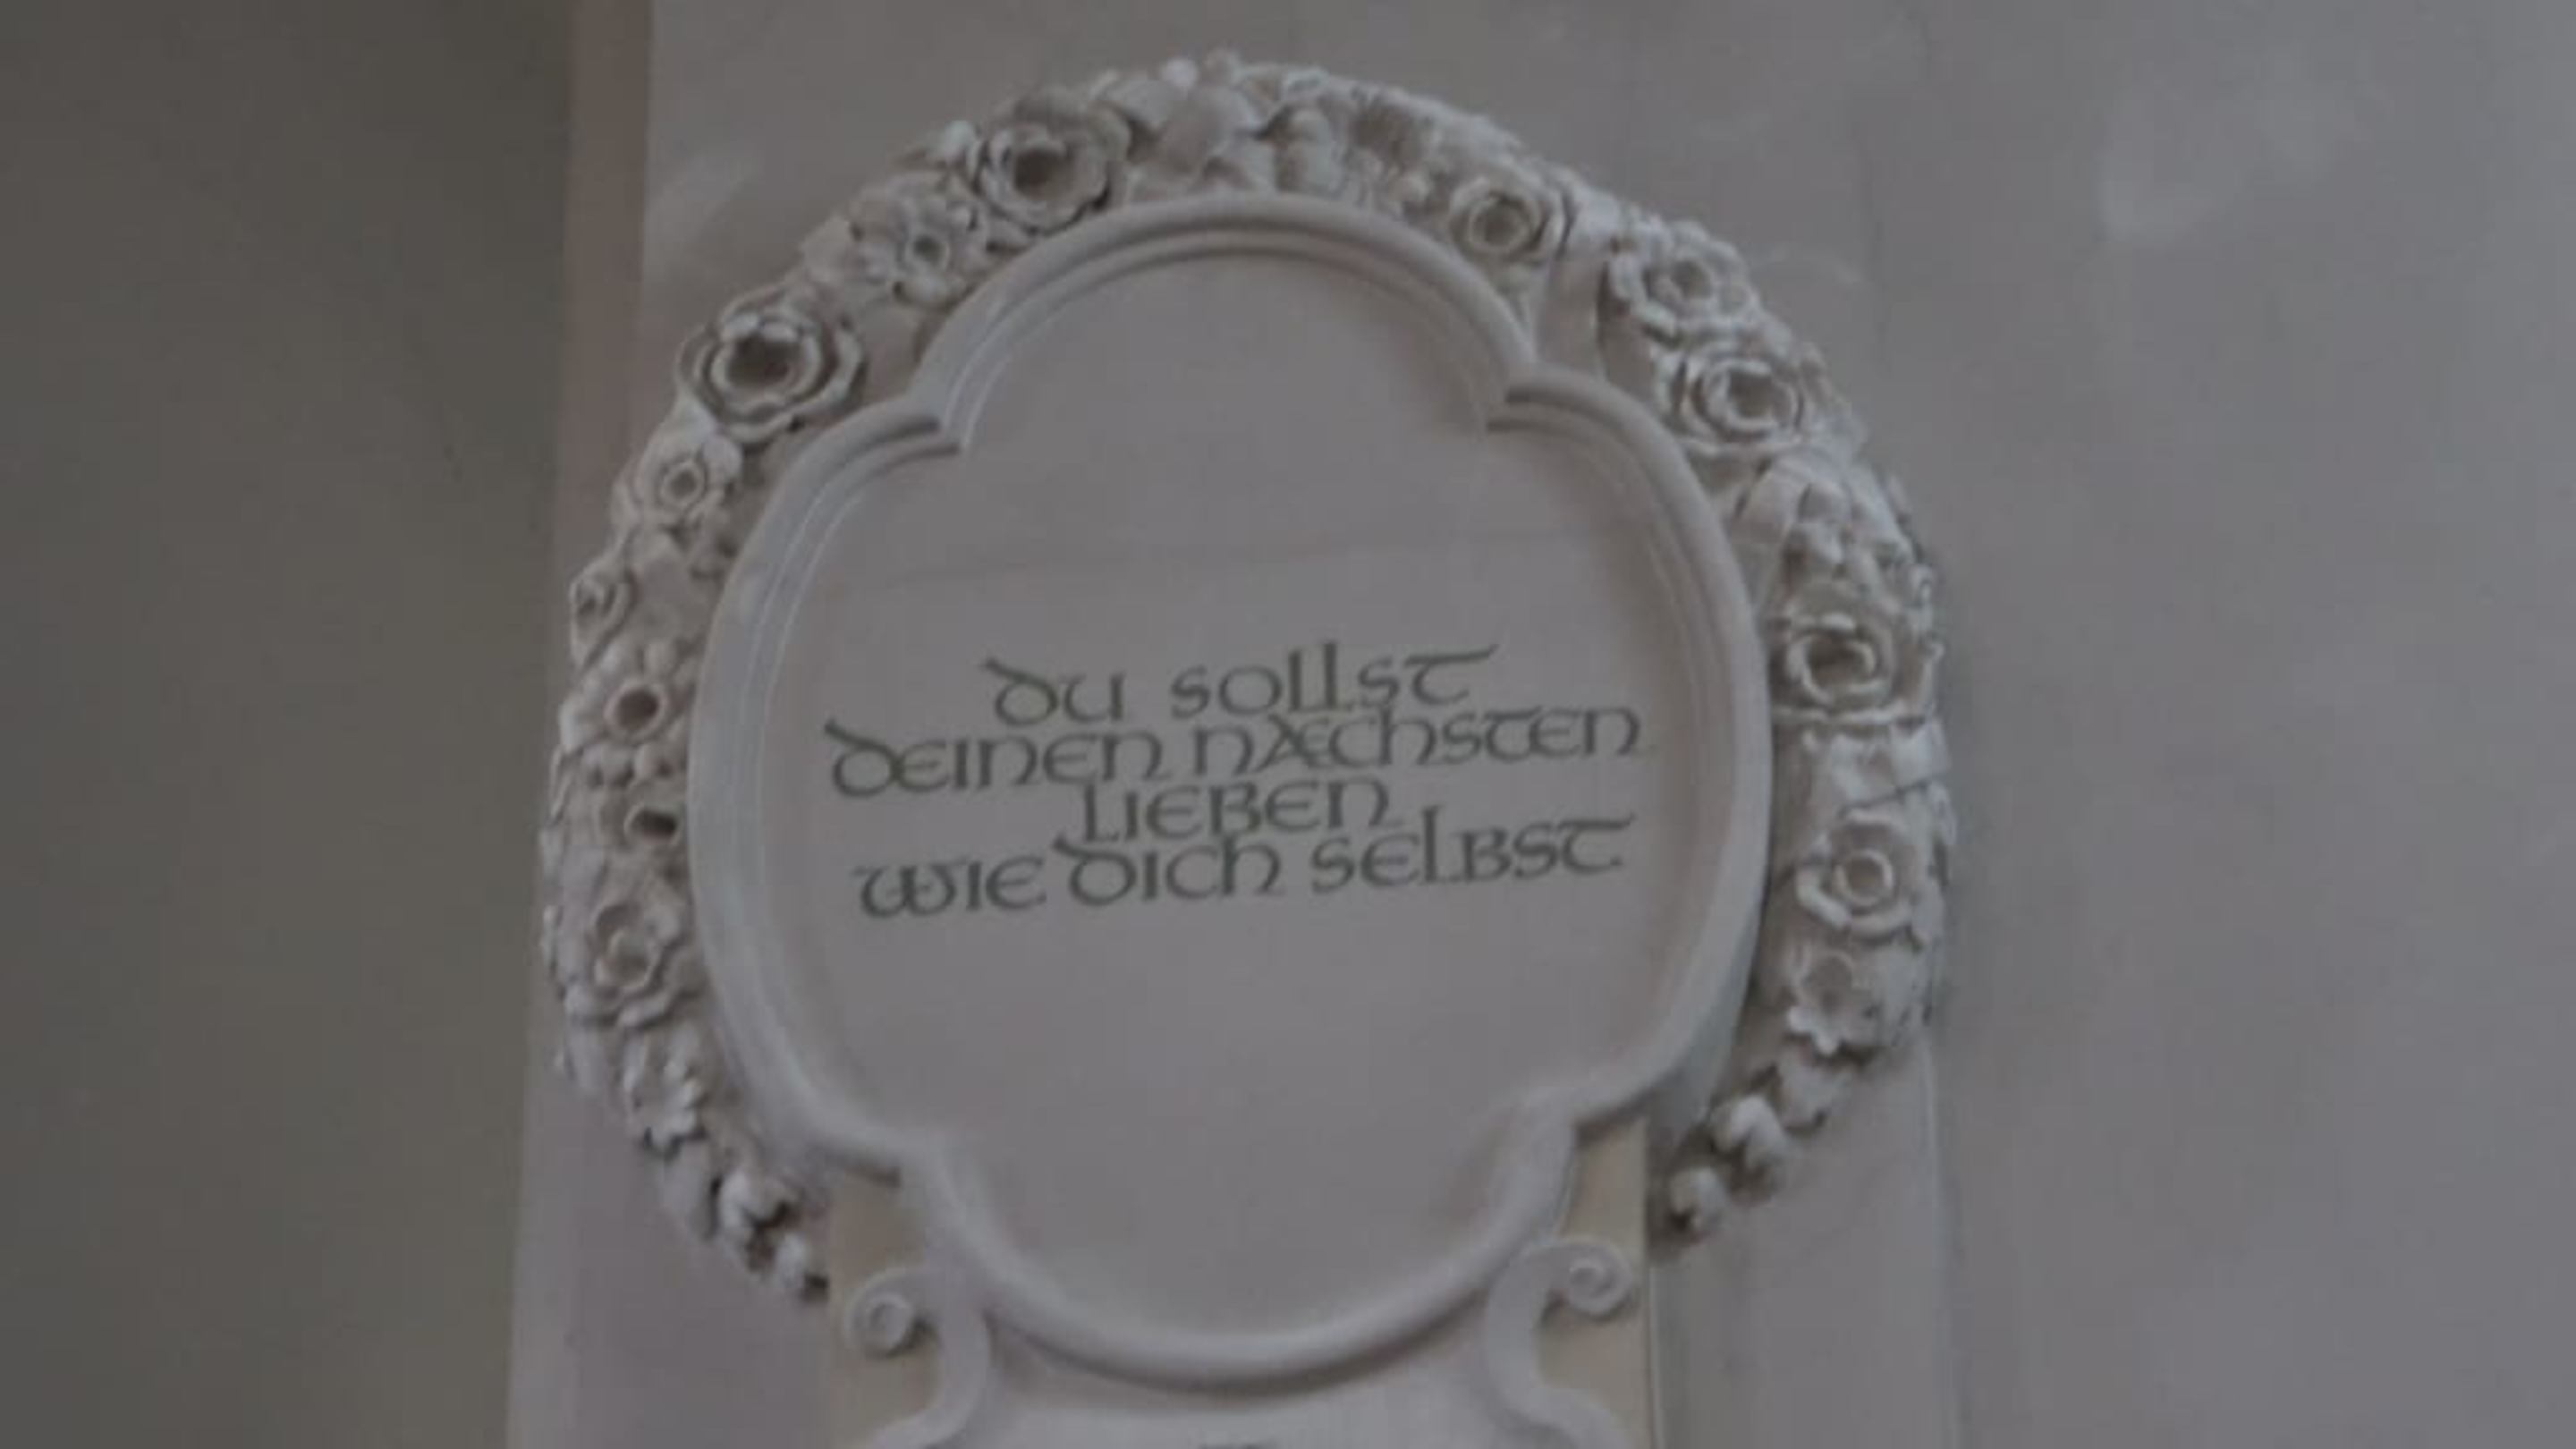 du sollst
deinen næchsten
lieben
wie dich selbst